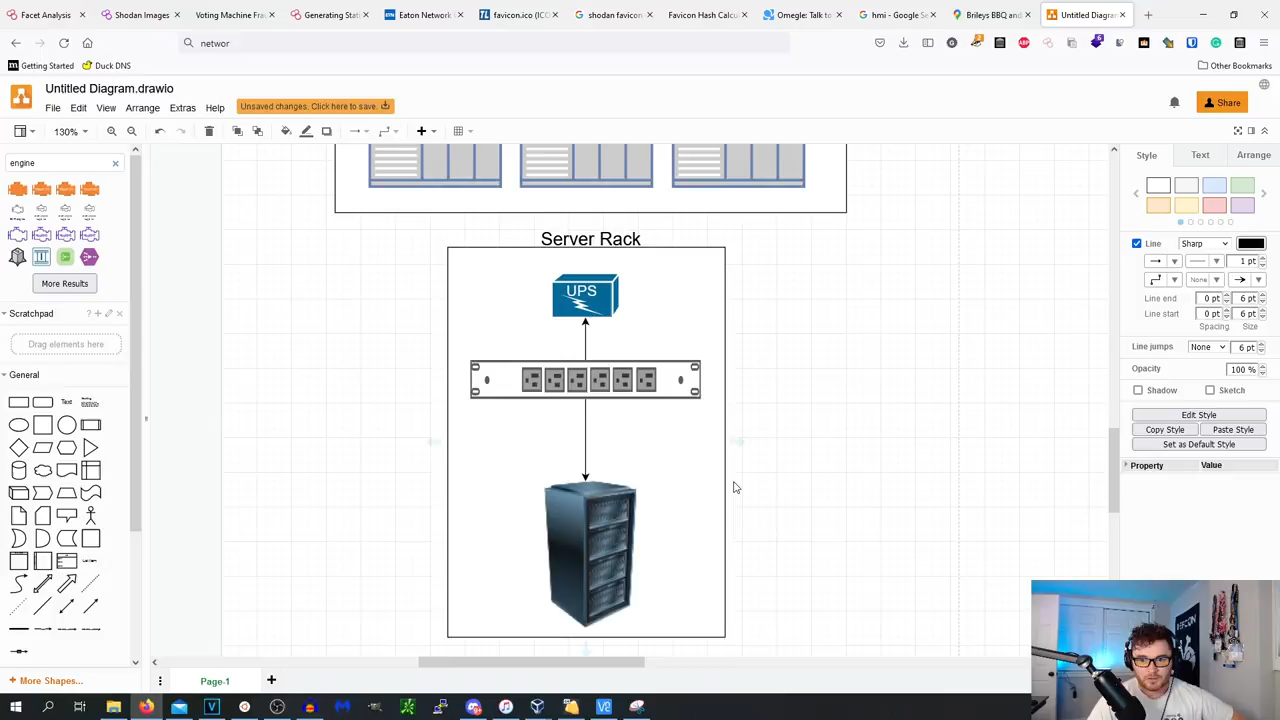 Facet Analysis
Shodan Images
Voting Machine Fra
Generating Stati
Eaton Network
favicon.ico (ICO
shodan favicon
Favicon Hash Calcu
Omegle: Talk to
hmi - Google Se
Brileys BBQ and
Untitled Diagram
networ
Getting Started
Duck DNS
Other Bookmarks
Untitled Diagram.drawio
File Edit View Arrange Extras Help
Unsaved changes. Click here to save.
Share
130%
engine
More Results
Scratchpad
Drag elements here
General
Text
More Shapes...
Server Rack
UPS
Page-1
Style Text Arrange
Line Sharp
1 pt
None
Line end 0 pt 6 pt
Line start 0 pt 6 pt
Spacing Size
Line jumps None 6 pt
Opacity 100 %
Shadow Sketch
Edit Style
Copy Style Paste Style
Set as Default Style
Property Value
DEFCON